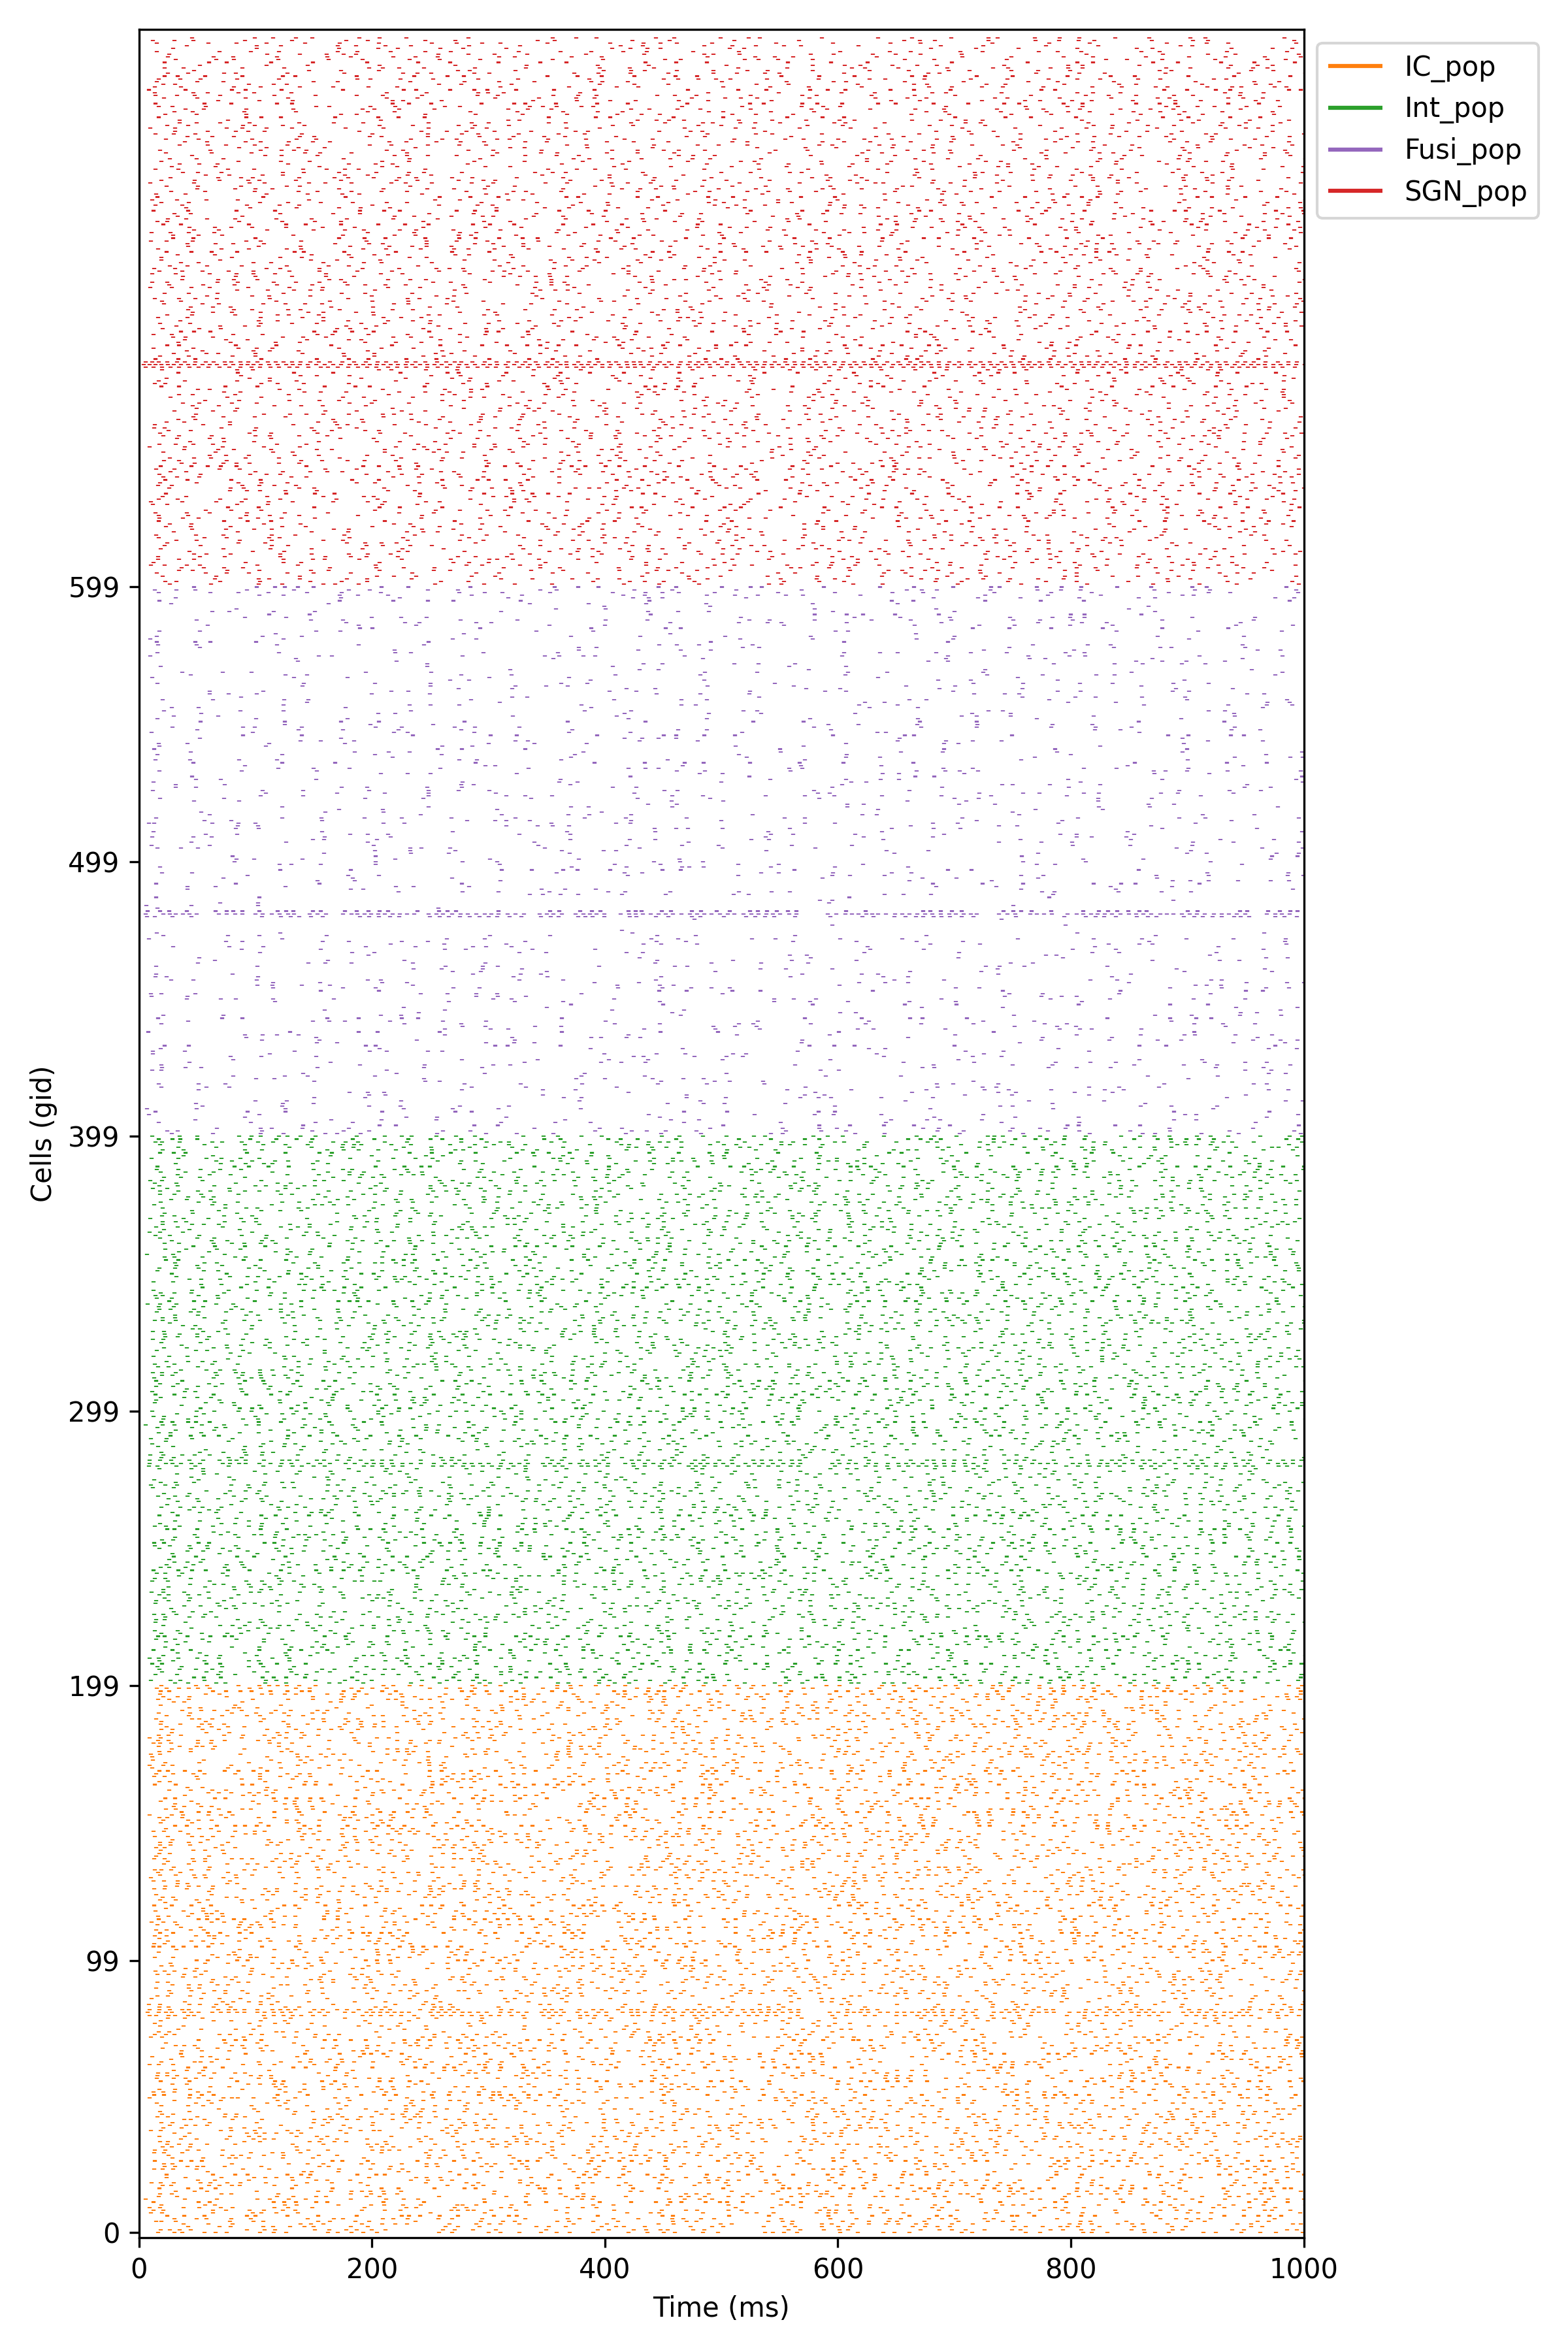 IC_pop
Int_pop
Fusi_pop
SGN_pop
599
499
399
299
199
99
0
Cells (gid)
0 200 400 600 800 1000
Time (ms)